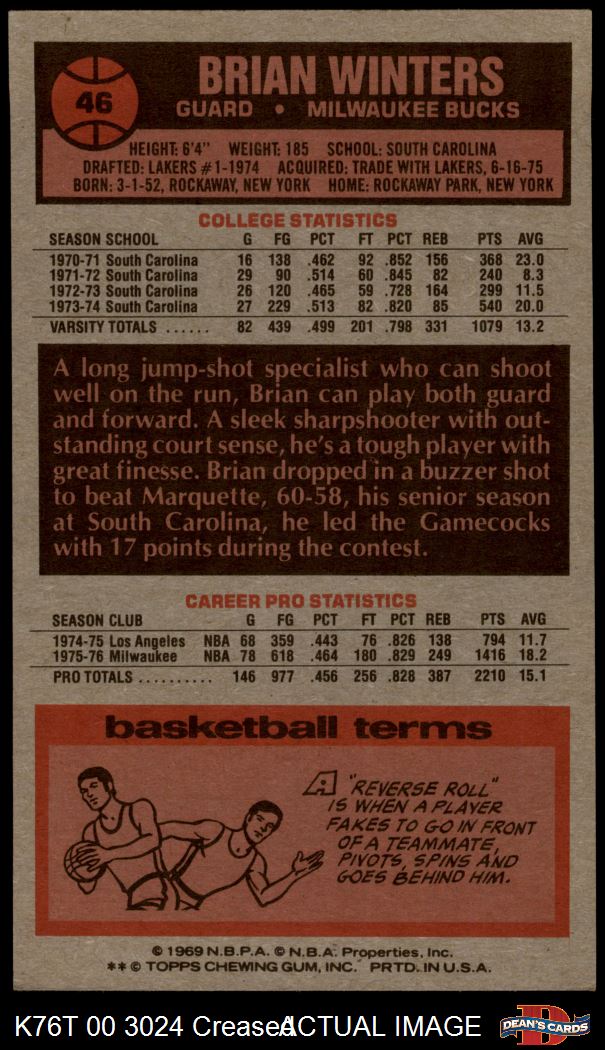 46
BRIAN WINTERS
GUARD • MILWAUKEE BUCKS
HEIGHT: 6'4" WEIGHT: 185 SCHOOL: SOUTH CAROLINA
DRAFTED: LAKERS #1-1974 ACQUIRED: TRADE WITH LAKERS, 6-16-75
BORN: 3-1-52, ROCKAWAY, NEW YORK HOME: ROCKAWAY PARK, NEW YORK
COLLEGE STATISTICS
SEASON SCHOOL G FG PCT FT PCT REB PTS AVG
1970-71 South Carolina 16 138 .462 92 .852 156 368 23.0
1971-72 South Carolina 29 90 .514 60 .845 82 240 8.3
1972-73 South Carolina 26 120 .465 59 .728 164 299 11.5
1973-74 South Carolina 27 229 .513 82 .820 85 540 20.0
VARSITY TOTALS ...... 82 439 .499 201 .798 331 1079 13.2
A long jump-shot specialist who can shoot
well on the run, Brian can play both guard
and forward. A sleek sharpshooter with out-
standing court sense, he's a tough player with
great finesse. Brian dropped in a buzzer shot
to beat Marquette, 60-58, his senior season
at South Carolina, he led the Gamecocks
with 17 points during the contest.
CAREER PRO STATISTICS
SEASON CLUB G FG PCT FT PCT REB PTS AVG
1974-75 Los Angeles NBA 68 359 .443 76 .826 138 794 11.7
1975-76 Milwaukee NBA 78 618 .464 180 .829 249 1416 18.2
PRO TOTALS .......... 146 977 .456 256 .828 387 2210 15.1
basketball terms
A "REVERSE ROLL"
IS WHEN A PLAYER
FAKES TO GO IN FRONT
OF A TEAMMATE,
PIVOTS, SPINS AND
GOES BEHIND HIM.
© 1969 N.B.P.A. © N.B.A. Properties, Inc.
** © TOPPS CHEWING GUM, INC. PRTD. IN U.S.A.
K76T 00 3024 Creased ACTUAL IMAGE
D
DEAN'S CARDS